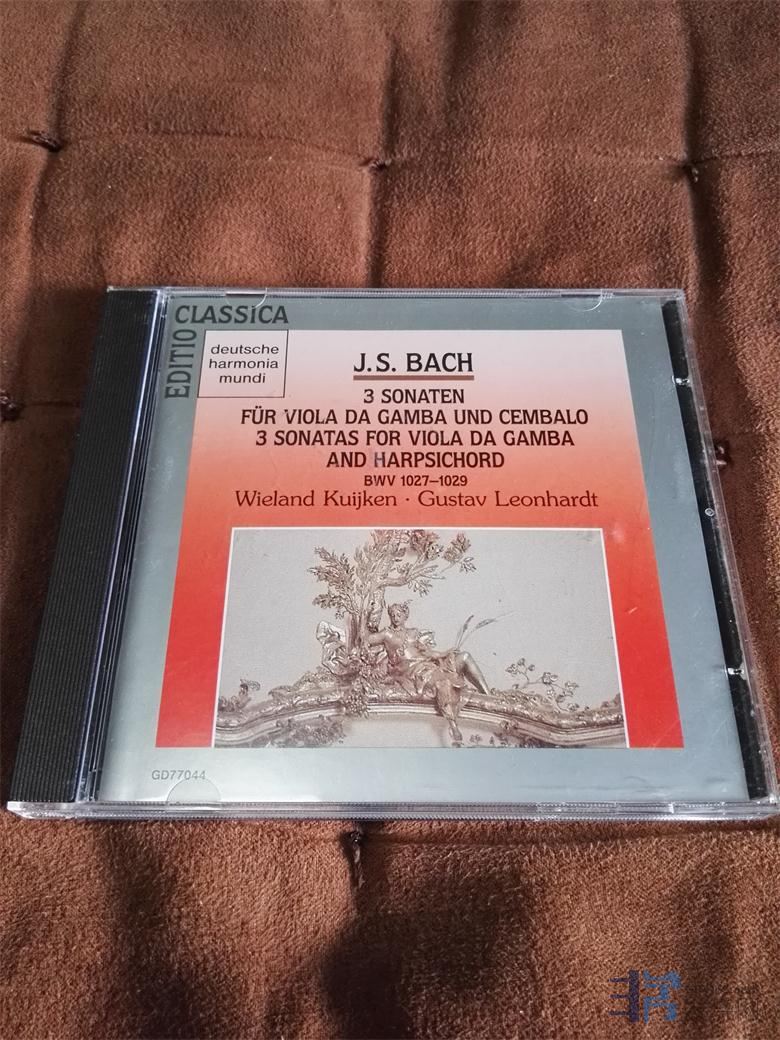 EDITIO CLASSICA
deutsche
harmonia
mundi
J.S. BACH
3 SONATEN
FÜR VIOLA DA GAMBA UND CEMBALO
3 SONATAS FOR VIOLA DA GAMBA
AND HARPSICHORD
BWV 1027–1029
Wieland Kuijken · Gustav Leonhardt
GD77044